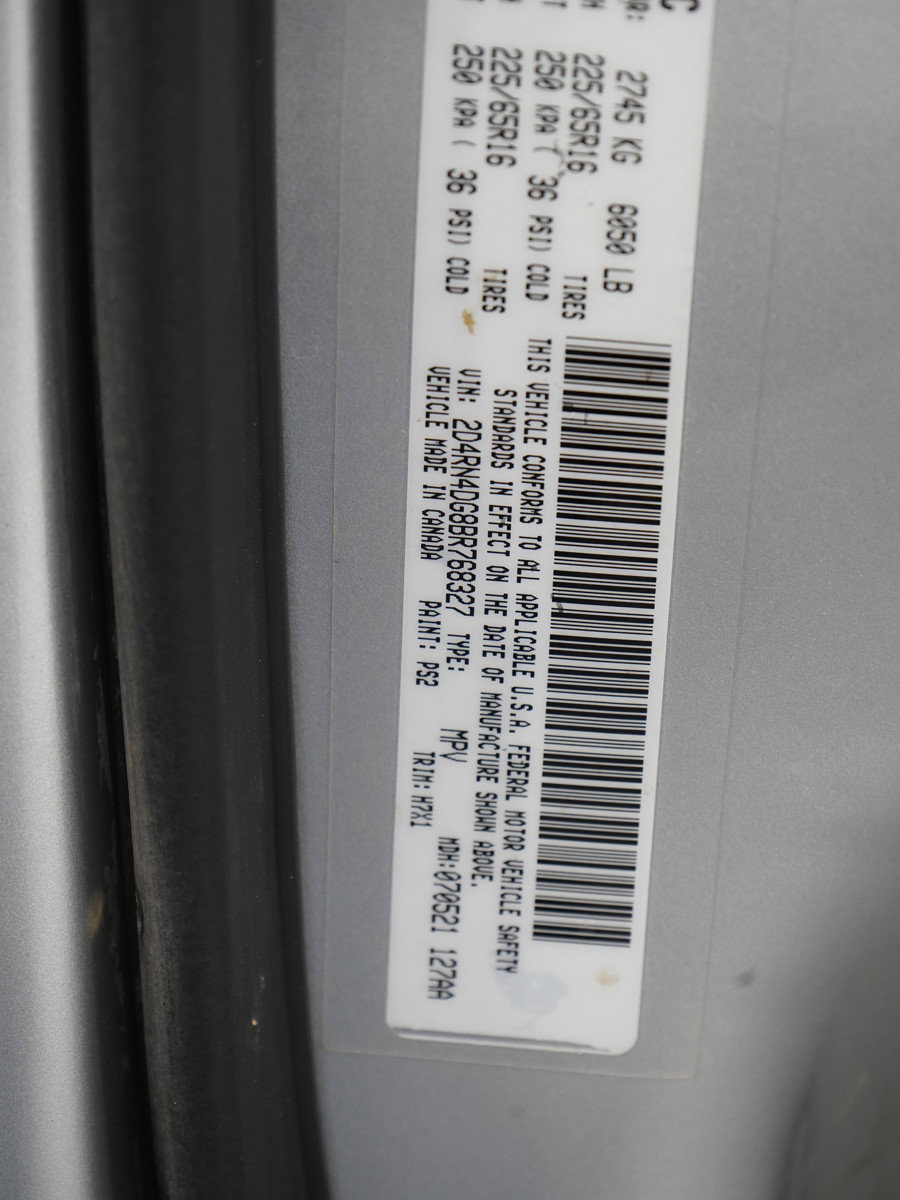 2745 KG 6050 LB
225/65R16 TIRES
250 KPA ( 36 PSI) COLD
225/65R16 TIRES
250 KPA ( 36 PSI) COLD
THIS VEHICLE CONFORMS TO ALL APPLICABLE U.S.A. FEDERAL MOTOR VEHICLE SAFETY
STANDARDS IN EFFECT ON THE DATE OF MANUFACTURE SHOWN ABOVE.
VIN: 2D4RN4DG8BR768327 TYPE: MPV MDH:070521 127AA
VEHICLE MADE IN CANADA PAINT: PS2 TRIM: H7X1